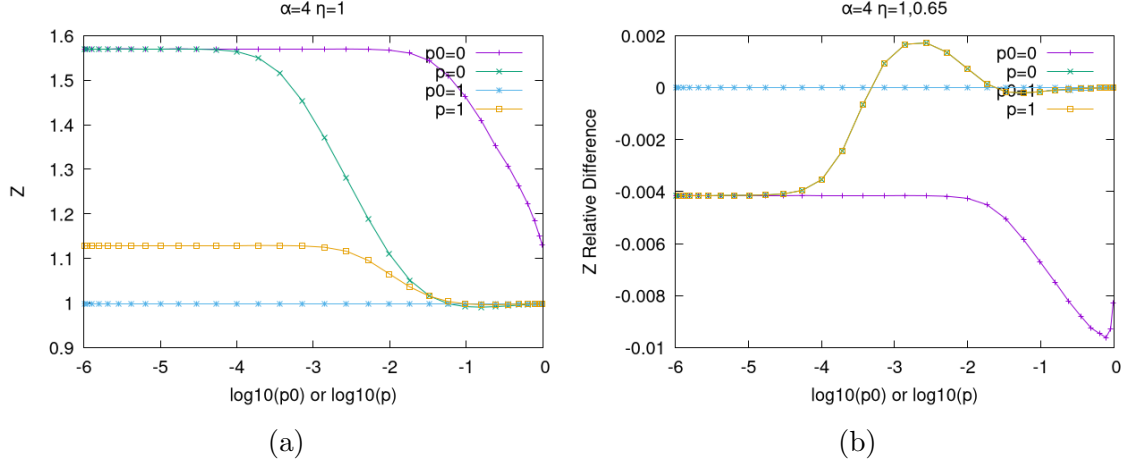 α=4 η=1
1.6
1.5
1.4
1.3
1.2
1.1
1
0.9
Z
p0=0
p=0
p0=1
p=1
-6 -5 -4 -3 -2 -1 0
log10(p0) or log10(p)
(a)
α=4 η=1,0.65
0.002
0
-0.002
-0.004
-0.006
-0.008
-0.01
Z Relative Difference
p0=0
p=0
p0=1
p=1
-6 -5 -4 -3 -2 -1 0
log10(p0) or log10(p)
(b)